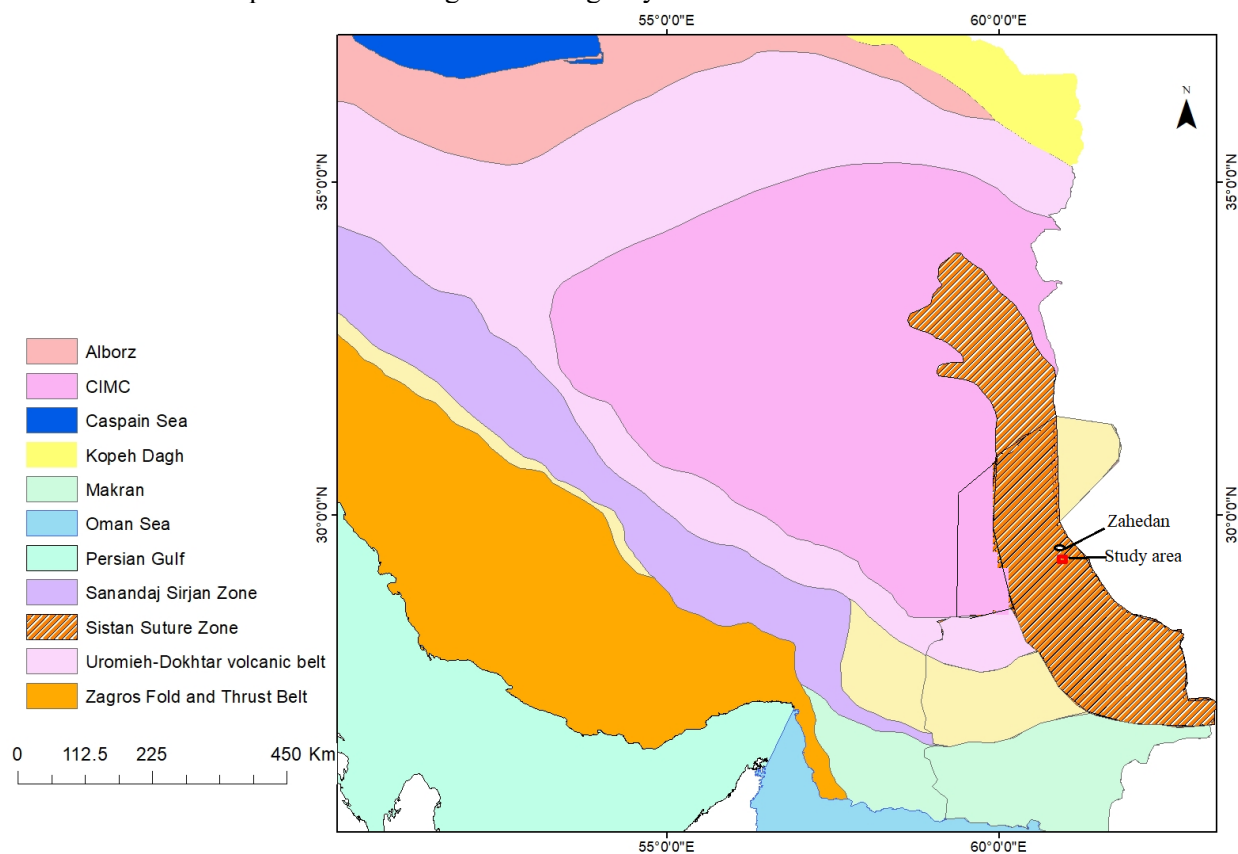 55°0'0"E
60°0'0"E
N
35°0'0"N
35°0'0"N
Alborz
CIMC
Caspain Sea
Kopeh Dagh
Makran
Oman Sea
Persian Gulf
Sanandaj Sirjan Zone
Sistan Suture Zone
Uromieh-Dokhtar volcanic belt
Zagros Fold and Thrust Belt
30°0'0"N
30°0'0"N
Zahedan
Study area
0 112.5 225 450 Km
55°0'0"E
60°0'0"E